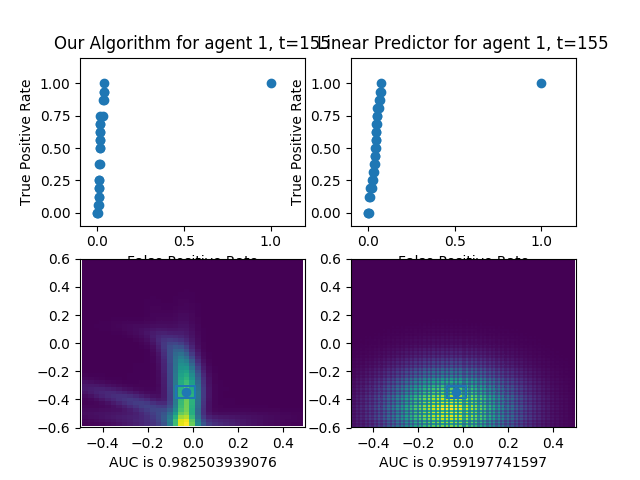 Our Algorithm for agent 1, t=155
Linear Predictor for agent 1, t=155
True Positive Rate
1.00
0.75
0.50
0.25
0.00
0.0 0.5 1.0
False Positive Rate
True Positive Rate
1.00
0.75
0.50
0.25
0.00
0.0 0.5 1.0
False Positive Rate
0.6
0.4
0.2
0.0
−0.2
−0.4
−0.6
−0.4 −0.2 0.0 0.2 0.4
AUC is 0.982503939076
0.6
0.4
0.2
0.0
−0.2
−0.4
−0.6
−0.4 −0.2 0.0 0.2 0.4
AUC is 0.959197741597